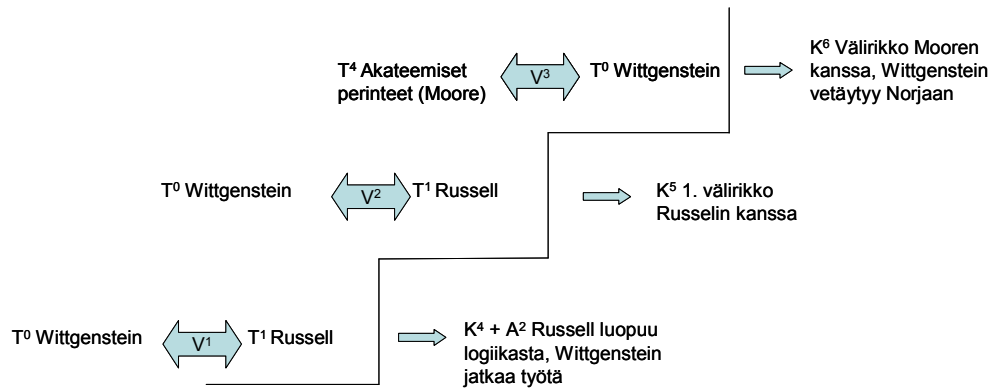 T⁴ Akateemiset
perinteet (Moore)
V³
T⁰ Wittgenstein
K⁶ Välirikko Mooren
kanssa, Wittgenstein
vetäytyy Norjaan
T⁰ Wittgenstein
V²
T¹ Russell
K⁵ 1. välirikko
Russelin kanssa
T⁰ Wittgenstein
V¹
T¹ Russell
K⁴ + A² Russell luopuu
logiikasta, Wittgenstein
jatkaa työtä